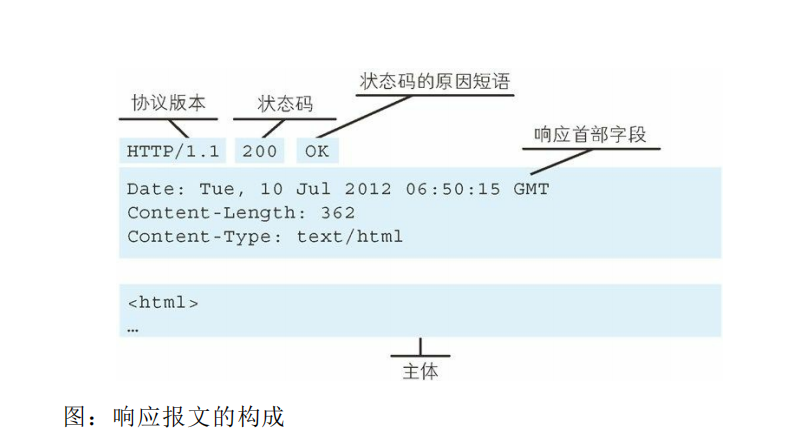 状态码的原因短语
协议版本 状态码
响应首部字段
HTTP/1.1 200 OK
Date: Tue, 10 Jul 2012 06:50:15 GMT
Content-Length: 362
Content-Type: text/html
<html>
…
主体
图：响应报文的构成